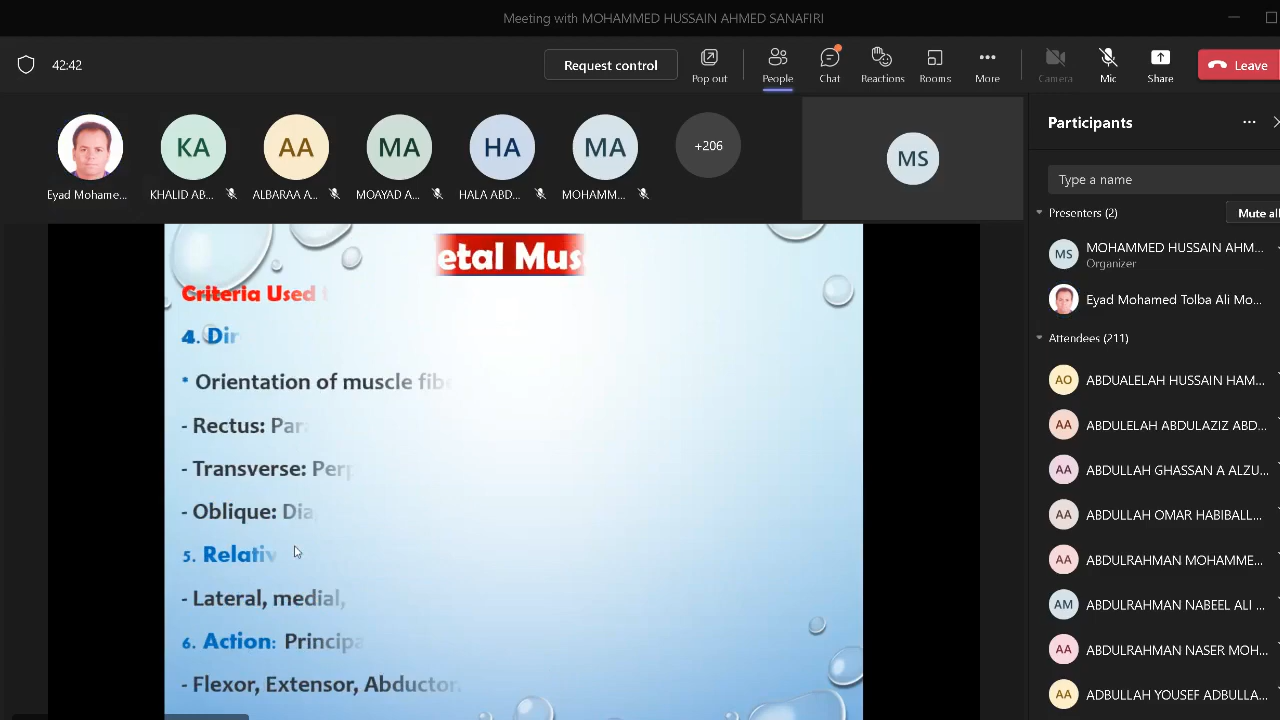 Meeting with MOHAMMED HUSSAIN AHMED SANAFIRI
42:42
Request control
Pop out
People
Chat
Reactions
Rooms
More
Camera
Mic
Share
Leave
KA
AA
MA
HA
MA
+206
MS
Eyad Mohame...
KHALID AB...
ALBARAA A...
MOAYAD A...
HALA ABD...
MOHAMM...
Participants
Type a name
Presenters (2)
Mute all
MS
MOHAMMED HUSSAIN AHM...
Organizer
Eyad Mohamed Tolba Ali Mo...
Attendees (211)
AO ABDUALELAH HUSSAIN HAM...
AA ABDULELAH ABDULAZIZ ABD...
AA ABDULLAH GHASSAN A ALZU...
AA ABDULLAH OMAR HABIBALL...
AA ABDULRAHMAN MOHAMME...
AM ABDULRAHMAN NABEEL ALI ...
AA ABDULRAHMAN NASER MOH...
AA ADBULLAH YOUSEF ADBULLA...
etal Mus
Criteria Used
4. Dir
• Orientation of muscle fibe
- Rectus: Par
- Transverse: Perp
- Oblique: Dia
5. Relativ
- Lateral, medial,
6. Action: Principa
- Flexor, Extensor, Abductor.